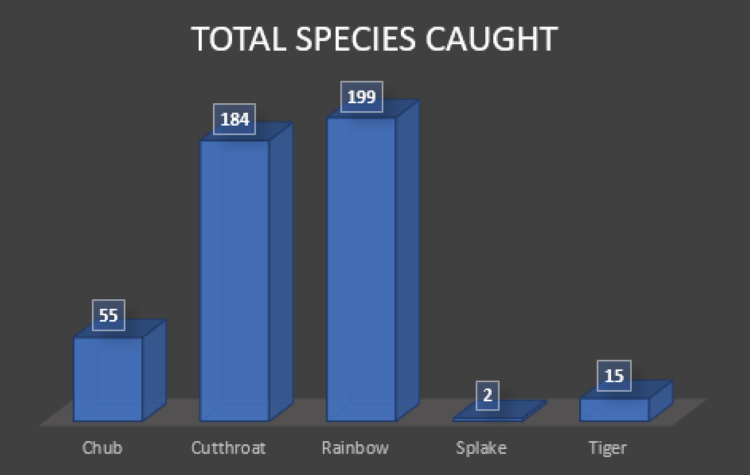 TOTAL SPECIES CAUGHT
199
184
55
2
15
Chub Cutthroat Rainbow Splake Tiger